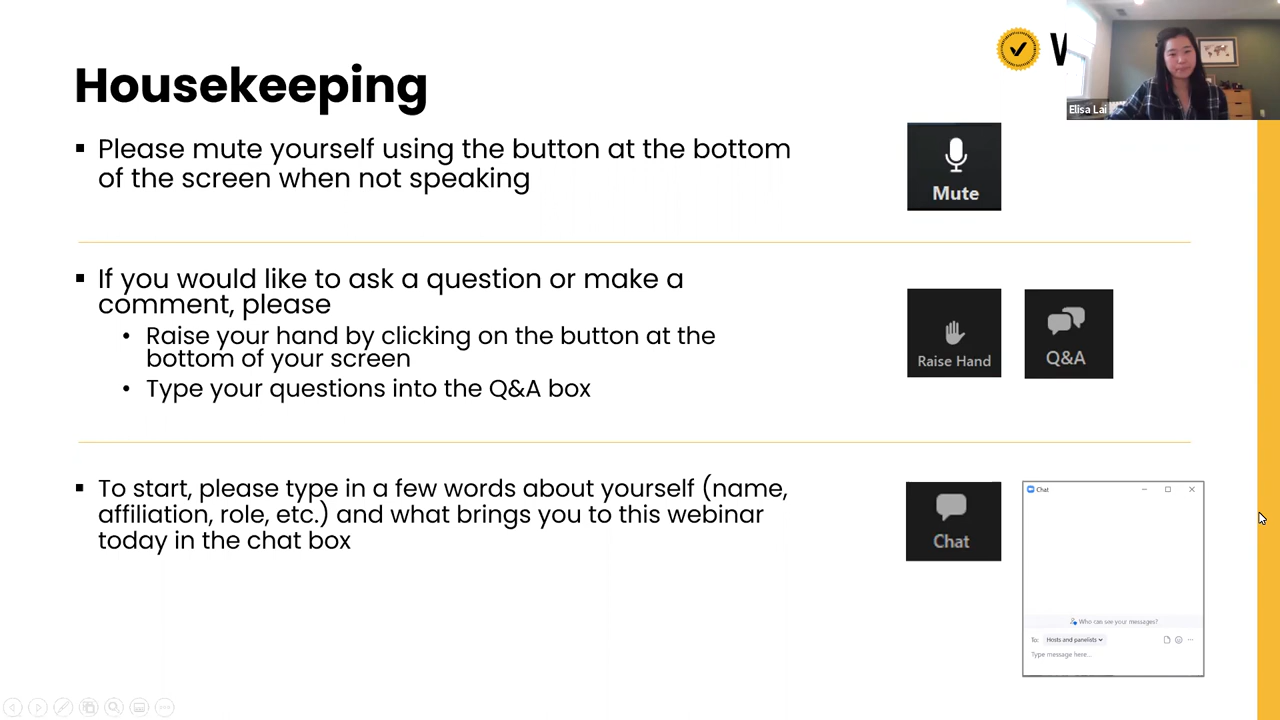 Housekeeping
W
Elisa Lai
Please mute yourself using the button at the bottom
of the screen when not speaking
Mute
If you would like to ask a question or make a
comment, please
Raise your hand by clicking on the button at the
bottom of your screen
Type your questions into the Q&A box
Raise Hand
Q&A
To start, please type in a few words about yourself (name,
affiliation, role, etc.) and what brings you to this webinar
today in the chat box
Chat
Chat
Who can see your messages?
To: Hosts and panelists
Type message here...